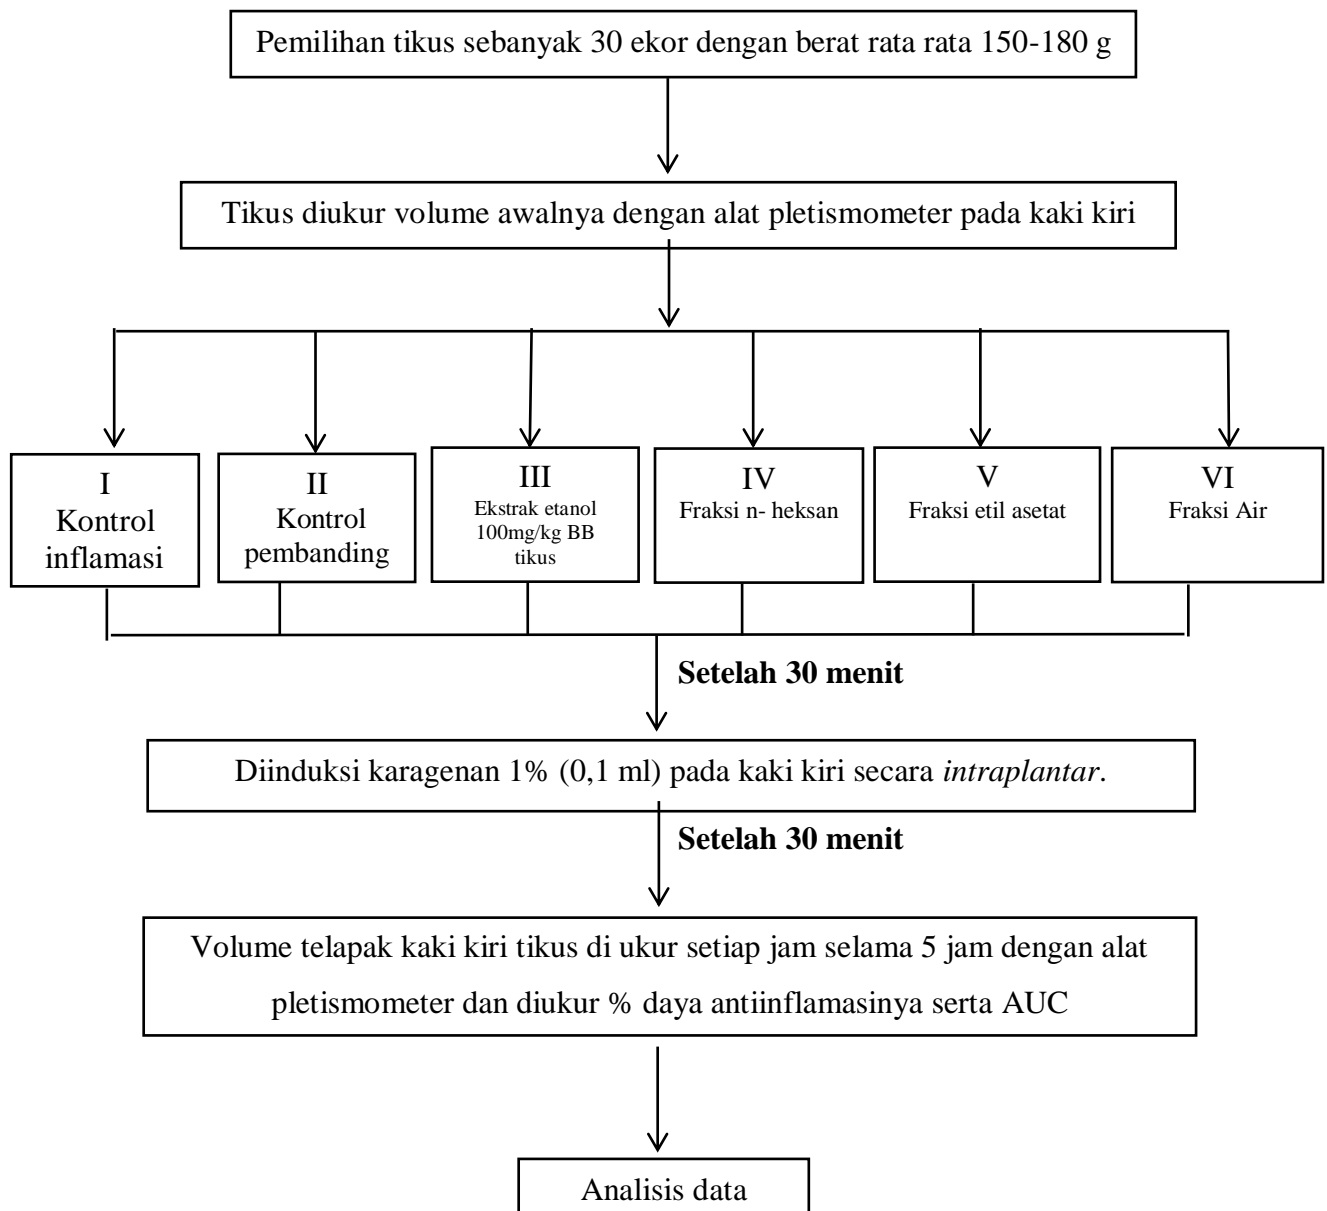 Pemilihan tikus sebanyak 30 ekor dengan berat rata rata 150-180 g
Tikus diukur volume awalnya dengan alat pletismometer pada kaki kiri
I
Kontrol
inflamasi
II
Kontrol
pembanding
III
Ekstrak etanol
100mg/kg BB
tikus
IV
Fraksi n- heksan
V
Fraksi etil asetat
VI
Fraksi Air
Setelah 30 menit
Diinduksi karagenan 1% (0,1 ml) pada kaki kiri secara intraplantar.
Setelah 30 menit
Volume telapak kaki kiri tikus di ukur setiap jam selama 5 jam dengan alat
pletismometer dan diukur % daya antiinflamasinya serta AUC
Analisis data